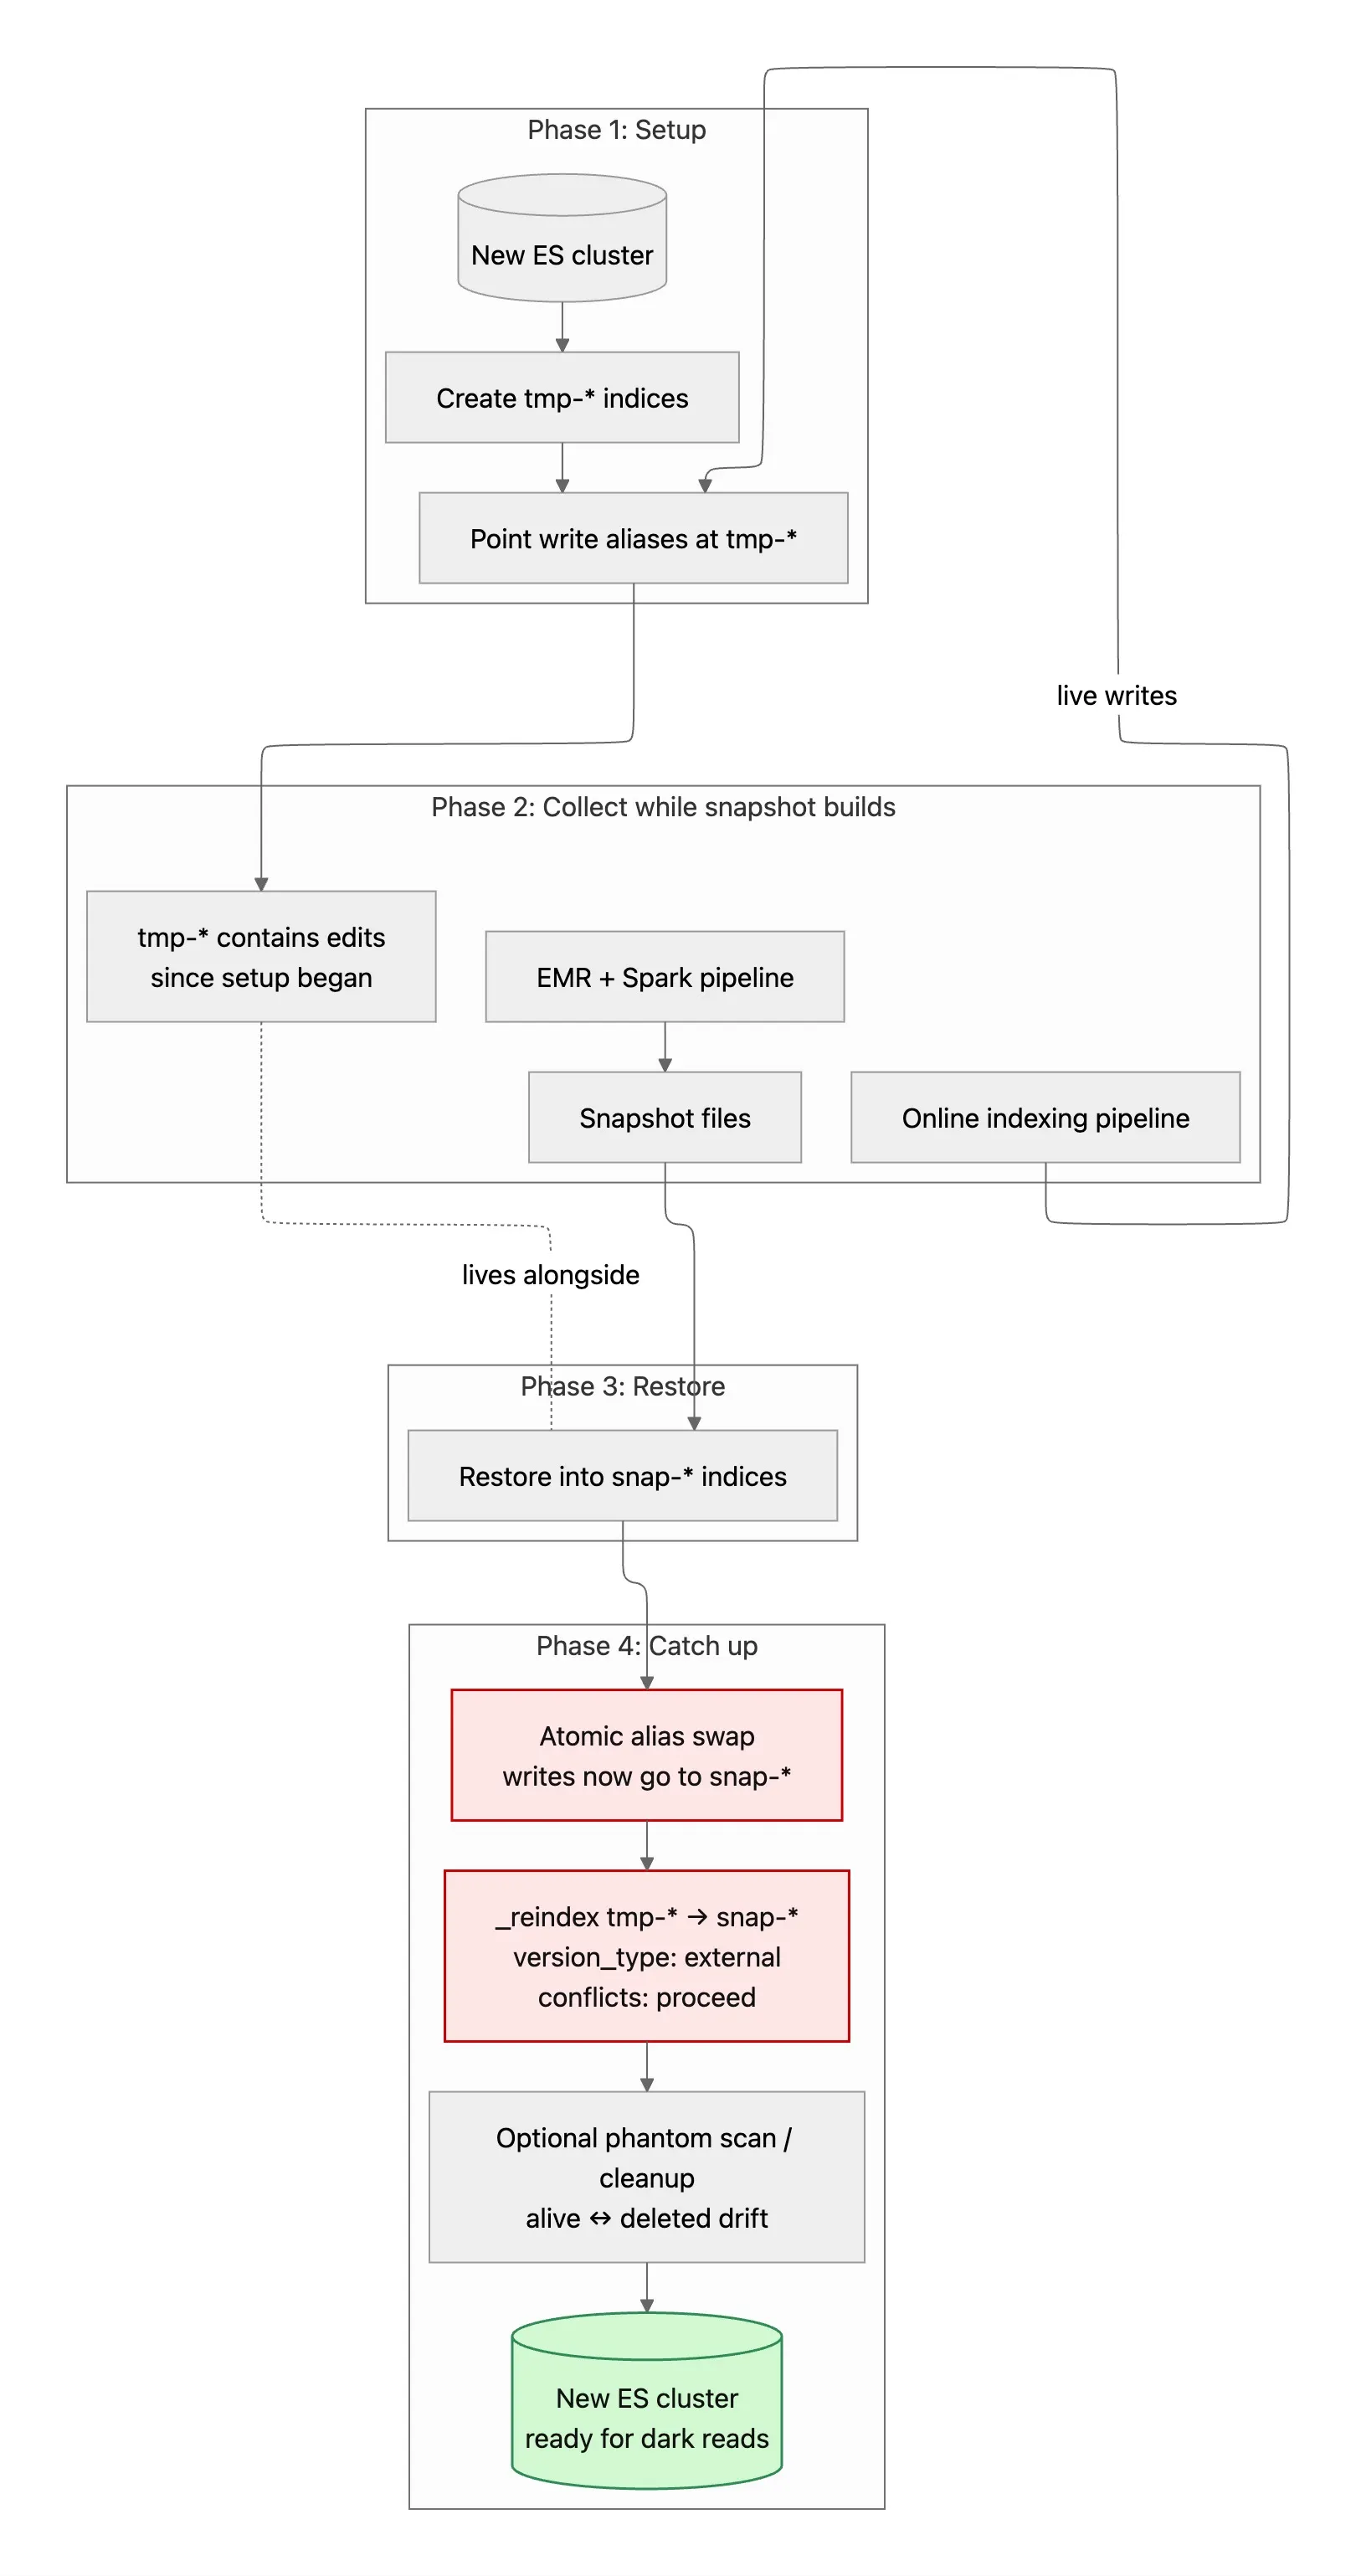 Phase 1: Setup
New ES cluster
Create tmp-* indices
Point write aliases at tmp-*
live writes
Phase 2: Collect while snapshot builds
tmp-* contains edits
since setup began
EMR + Spark pipeline
Snapshot files
Online indexing pipeline
lives alongside
Phase 3: Restore
Restore into snap-* indices
Phase 4: Catch up
Atomic alias swap
writes now go to snap-*
_reindex tmp-* → snap-*
version_type: external
conflicts: proceed
Optional phantom scan /
cleanup
alive ↔ deleted drift
New ES cluster
ready for dark reads